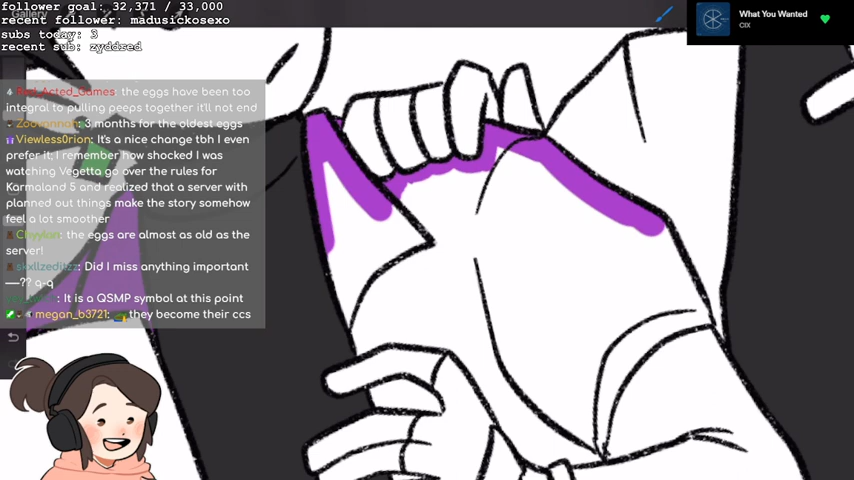 follower goal: 32,371 / 33,000
recent follower: madusickosexo
subs today: 3
recent sub: zyddred
What You Wanted
CIX
the eggs have been too
integral to pulling peeps together it'll not end
3 months for the oldest eggs
Viewless0rion: It's a nice change tbh I even
prefer it, I remember how shocked I was
watching Vegetta go over the rules for
Karmaland 5 and realized that a server with
planned out things make the story somehow
feel a lot smoother
Chyylan: the eggs are almost as old as the
server!
Did I miss anything important
—?? q-q
: It is a QSMP symbol at this point
megan_b3721: they become their ccs